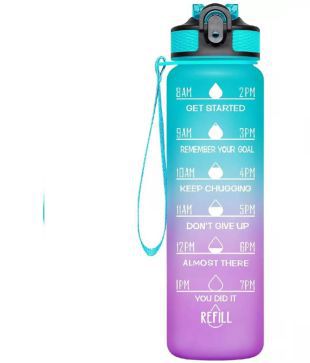 8AM 2PM
GET STARTED
9AM 3PM
REMEMBER YOUR GOAL
10AM 4PM
KEEP CHUGGING
11AM 5PM
DON'T GIVE UP
12PM 6PM
ALMOST THERE
1PM 7PM
YOU DID IT
REFILL